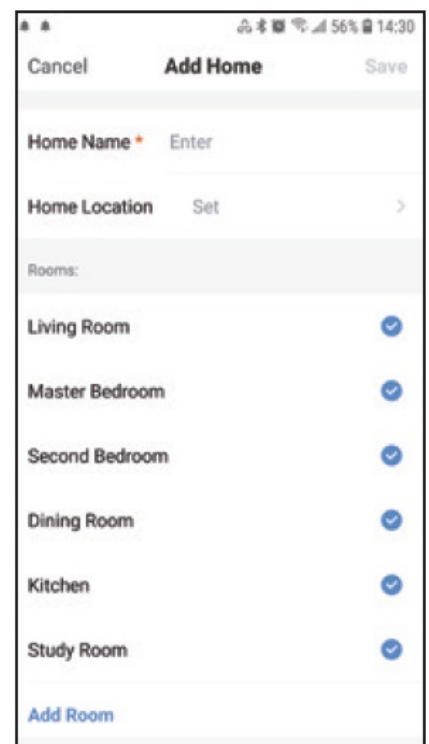 56% 14:30
Cancel Add Home Save
Home Name * Enter
Home Location Set
Rooms:
Living Room
Master Bedroom
Second Bedroom
Dining Room
Kitchen
Study Room
Add Room